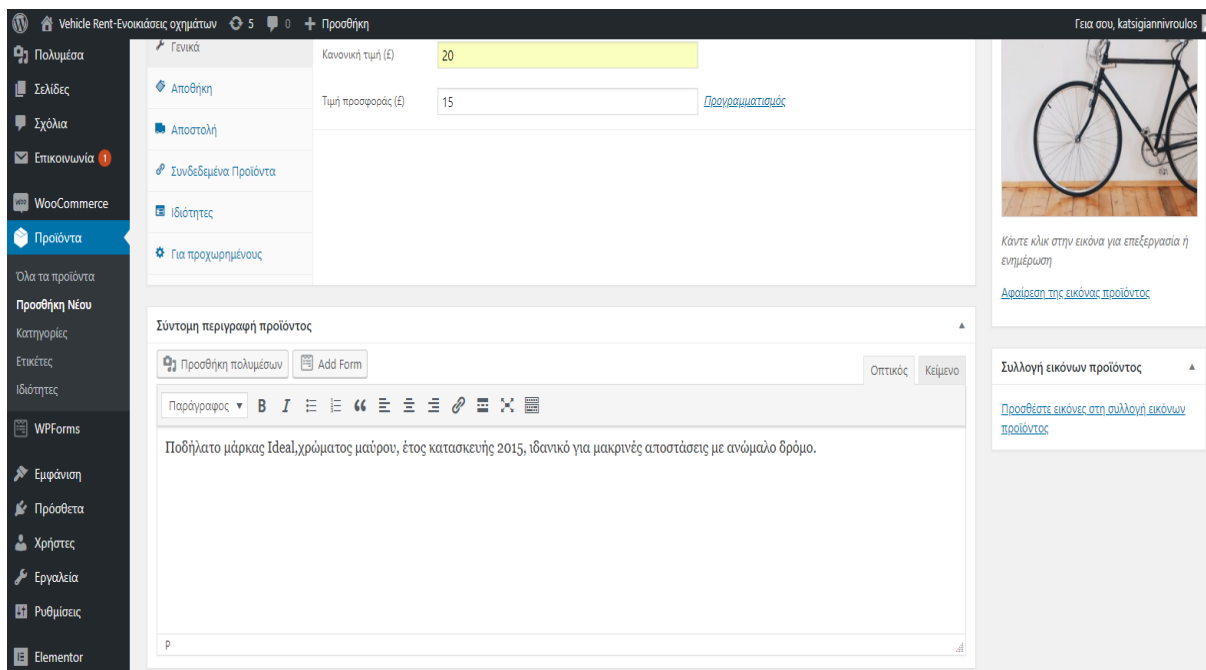 Vehicle Rent-Ενοικιάσεις οχημάτων 5 0 + Προσθήκη
Γεια σου, katsigiannivroulos
Πολυμέσα
Σελίδες
Σχόλια
Επικοινωνία 1
WooCommerce
Προϊόντα
Όλα τα προϊόντα
Προσθήκη Νέου
Κατηγορίες
Ετικέτες
Ιδιότητες
WPForms
Εμφάνιση
Πρόσθετα
Χρήστες
Εργαλεία
Ρυθμίσεις
Elementor
Γενικά
Αποθήκη
Αποστολή
Συνδεδεμένα Προϊόντα
Ιδιότητες
Για προχωρημένους
Κανονική τιμή (£) 20
Τιμή προσφοράς (£) 15 Προγραμματισμός
Σύντομη περιγραφή προϊόντος
Προσθήκη πολυμέσων Add Form
Οπτικός Κείμενο
Παράγραφος B I
Ποδήλατο μάρκας Ideal,χρώματος μαύρου, έτος κατασκευής 2015, ιδανικό για μακρινές αποστάσεις με ανώμαλο δρόμο.
P
Κάντε κλικ στην εικόνα για επεξεργασία ή
ενημέρωση
Αφαίρεση της εικόνας προϊόντος
Συλλογή εικόνων προϊόντος
Προσθέστε εικόνες στη συλλογή εικόνων
προϊόντος